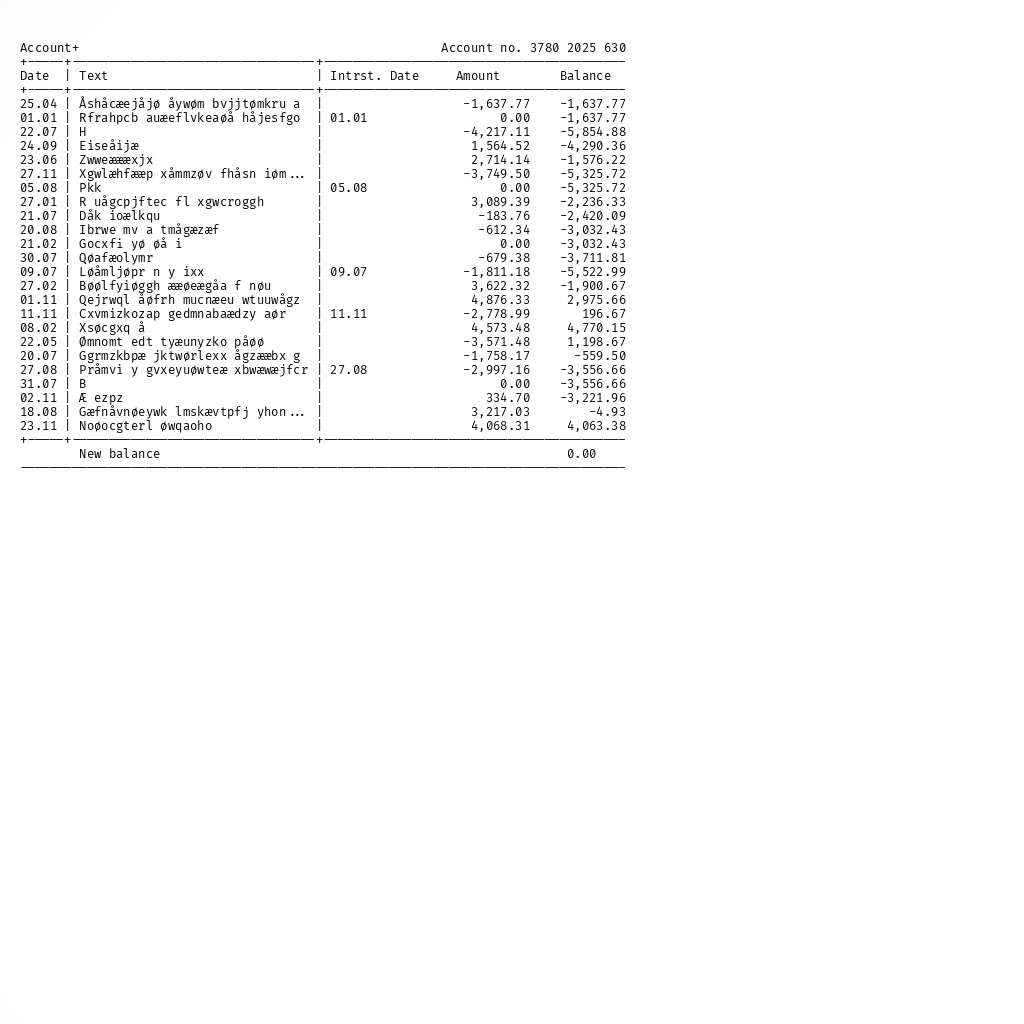 Account+                                                 Account no. 3780 2025 630
+-----+---------------------------------+-----------------------------------------
Date  | Text                            | Intrst. Date     Amount        Balance
+-----+---------------------------------+-----------------------------------------
25.04 | Åshåcæejåjø åywøm bvjjtømkru a  |                   -1,637.77    -1,637.77
01.01 | Rfrahpcb auæeflvkeaøå håjesfgo  | 01.01                  0.00    -1,637.77
22.07 | H                               |                   -4,217.11    -5,854.88
24.09 | Eiseåijæ                        |                    1,564.52    -4,290.36
23.06 | Zwweæææxjx                      |                    2,714.14    -1,576.22
27.11 | Xgwlæhfææp xåmmzøv fhåsn iøm... |                   -3,749.50    -5,325.72
05.08 | Pkk                             | 05.08                  0.00    -5,325.72
27.01 | R uågcpjftec fl xgwcroggh       |                    3,089.39    -2,236.33
21.07 | Dåk ioælkqu                     |                     -183.76    -2,420.09
20.08 | Ibrwe mv a tmågæzæf             |                     -612.34    -3,032.43
21.02 | Gocxfi yø øå i                  |                        0.00    -3,032.43
30.07 | Qøafæolymr                      |                     -679.38    -3,711.81
09.07 | Løåmljøpr n y ixx               | 09.07             -1,811.18    -5,522.99
27.02 | Bøølfyiøggh ææøeægåa f nøu      |                    3,622.32    -1,900.67
01.11 | Qejrwql åøfrh mucnæeu wtuuwågz  |                    4,876.33     2,975.66
11.11 | Cxvmizkozap gedmnabaædzy aør    | 11.11             -2,778.99       196.67
08.02 | Xsøcgxq å                       |                    4,573.48     4,770.15
22.05 | Ømnomt edt tyæunyzko påøø       |                   -3,571.48     1,198.67
20.07 | Ggrmzkbpæ jktwørlexx ågzææbx g  |                   -1,758.17      -559.50
27.08 | Pråmvi y gvxeyuøwteæ xbwæwæjfcr | 27.08             -2,997.16    -3,556.66
31.07 | B                               |                        0.00    -3,556.66
02.11 | Æ ezpz                          |                      334.70    -3,221.96
18.08 | Gæfnåvnøeywk lmskævtpfj yhon... |                    3,217.03        -4.93
23.11 | Noøocgterl øwqaoho              |                    4,068.31     4,063.38
+-----+---------------------------------+-----------------------------------------
        New balance                                                       0.00
----------------------------------------------------------------------------------